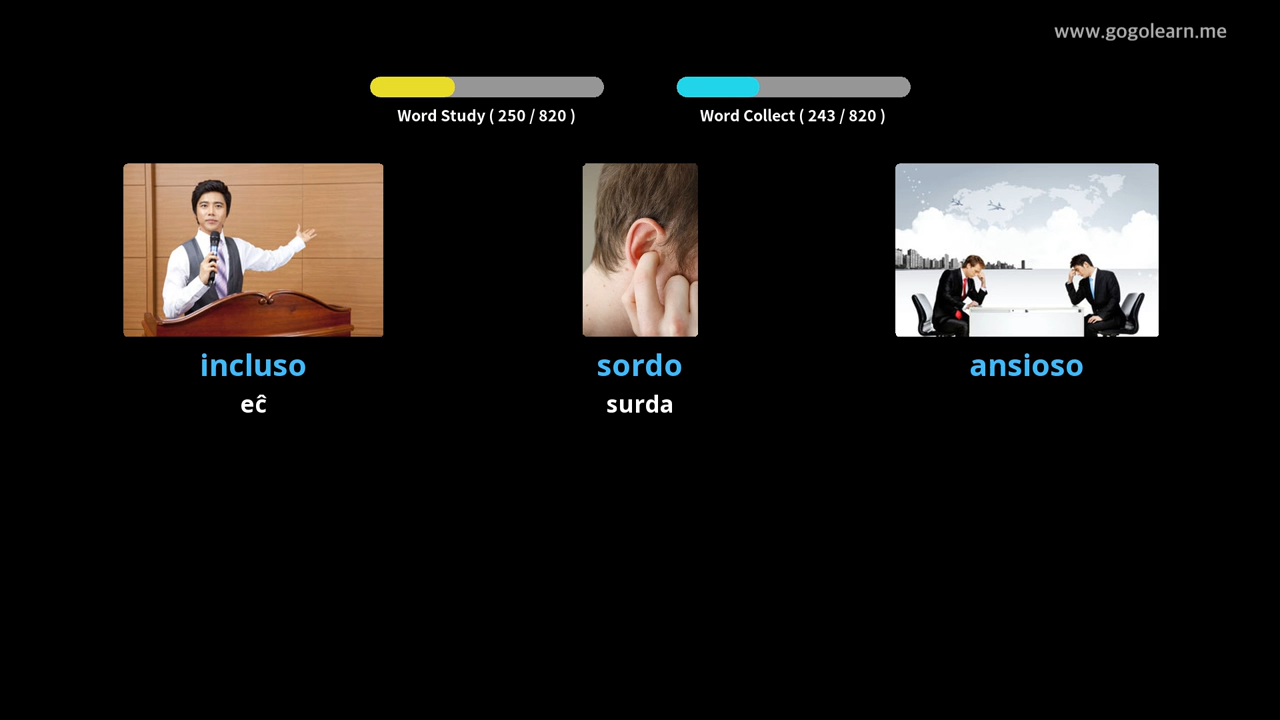 www.gogolearn.me
Word Study ( 250 / 820 )
Word Collect ( 243 / 820 )
incluso
eĉ
sordo
surda
ansioso